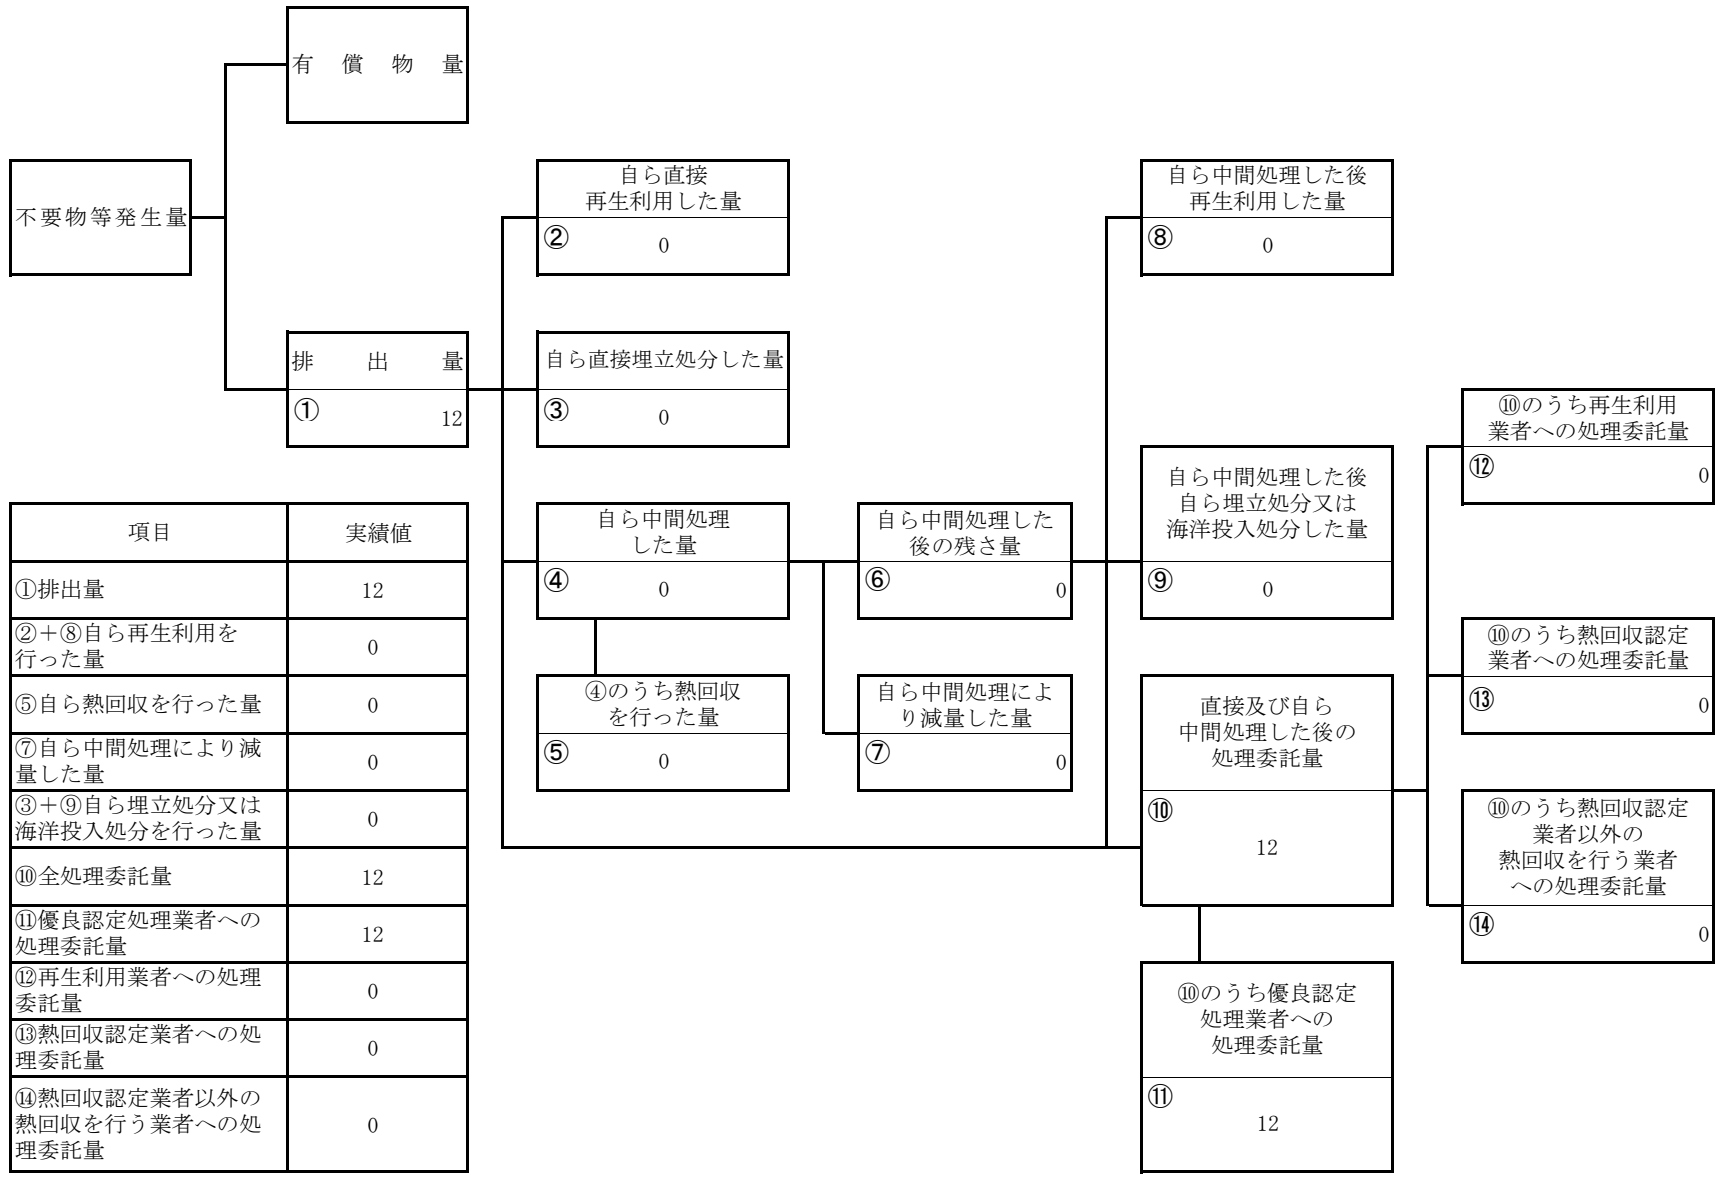 有償物量
不要物等発生量
自ら直接
再生利用した量
②
0
自ら中間処理した後
再生利用した量
⑧
0
排出量
①
12
自ら直接埋立処分した量
③
0
⑩のうち再生利用
業者への処理委託量
⑫
0
自ら中間処理
した量
④
0
自ら中間処理した
後の残さ量
⑥
0
自ら中間処理した後
自ら埋立処分又は
海洋投入処分した量
⑨
0
⑩のうち熱回収認定
業者への処理委託量
⑬
0
④のうち熱回収
を行った量
⑤
0
自ら中間処理によ
り減量した量
⑦
0
直接及び自ら
中間処理した後の
処理委託量
⑩
12
⑩のうち熱回収認定
業者以外の
熱回収を行う業者
への処理委託量
⑭
0
⑩のうち優良認定
処理業者への
処理委託量
⑪
12
項目 実績値
①排出量 12
②＋⑧自ら再生利用を
行った量 0
⑤自ら熱回収を行った量 0
⑦自ら中間処理により減
量した量 0
③＋⑨自ら埋立処分又は
海洋投入処分を行った量 0
⑩全処理委託量 12
⑪優良認定処理業者への
処理委託量 12
⑫再生利用業者への処理
委託量 0
⑬熱回収認定業者への処
理委託量 0
⑭熱回収認定業者以外の
熱回収を行う業者への処
理委託量 0